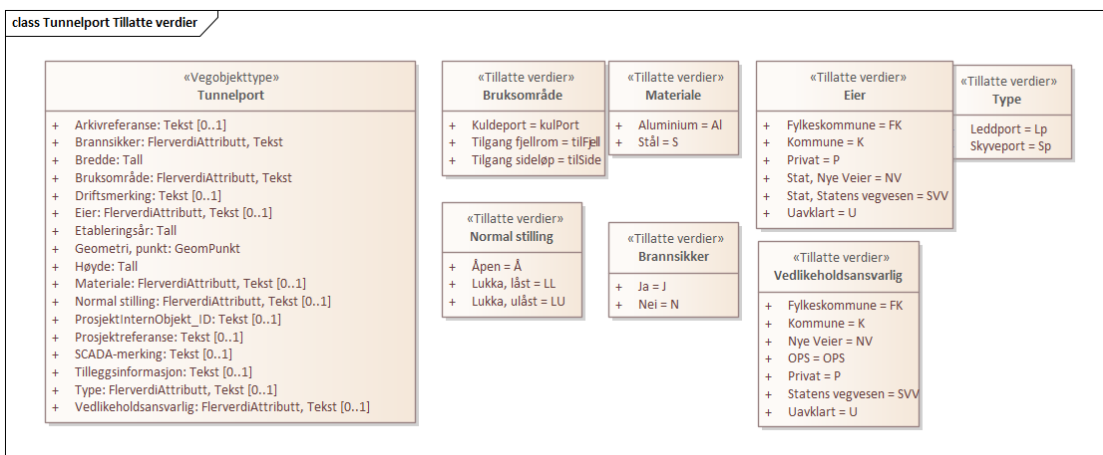 class Tunnelport Tillatte verdier
«Vegobjekttype»
Tunnelport
+ Arkivreferanse: Tekst [0..1]
+ Brannsikker: FlerverdiAttributt, Tekst
+ Bredde: Tall
+ Bruksområde: FlerverdiAttributt, Tekst
+ Driftsmerking: Tekst [0..1]
+ Eier: FlerverdiAttributt, Tekst [0..1]
+ Etableringsår: Tall
+ Geometri, punkt: GeomPunkt
+ Høyde: Tall
+ Materiale: FlerverdiAttributt, Tekst [0..1]
+ Normal stilling: FlerverdiAttributt, Tekst [0..1]
+ ProsjektInternObjekt_ID: Tekst [0..1]
+ Prosjektreferanse: Tekst [0..1]
+ SCADA-merking: Tekst [0..1]
+ Tilleggsinformasjon: Tekst [0..1]
+ Type: FlerverdiAttributt, Tekst [0..1]
+ Vedlikeholdsansvarlig: FlerverdiAttributt, Tekst [0..1]
«Tillatte verdier»
Bruksområde
+ Kuldeport = kulPort
+ Tilgang fjellrom = tilFjell
+ Tilgang sideløp = tilSide
«Tillatte verdier»
Materiale
+ Aluminium = Al
+ Stål = S
«Tillatte verdier»
Eier
+ Fylkeskommune = FK
+ Kommune = K
+ Privat = P
+ Stat, Nye Veier = NV
+ Stat, Statens vegvesen = SVV
+ Uavklart = U
«Tillatte verdier»
Type
Leddport = Lp
Skyveport = Sp
«Tillatte verdier»
Normal stilling
+ Åpen = Å
+ Lukka, låst = LL
+ Lukka, ulåst = LU
«Tillatte verdier»
Brannsikker
+ Ja = J
+ Nei = N
«Tillatte verdier»
Vedlikeholdsansvarlig
+ Fylkeskommune = FK
+ Kommune = K
+ Nye Veier = NV
+ OPS = OPS
+ Privat = P
+ Statens vegvesen = SVV
+ Uavklart = U